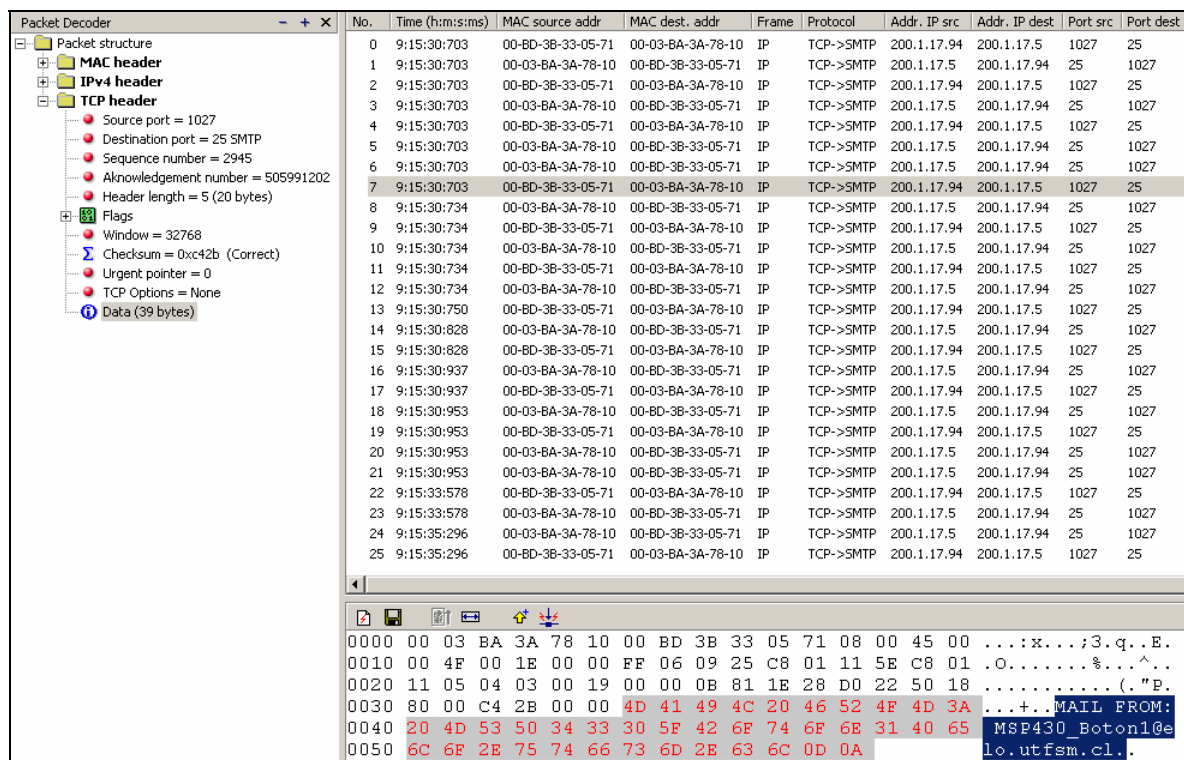 Packet Decoder
Packet structure
MAC header
IPv4 header
TCP header
Source port = 1027
Destination port = 25 SMTP
Sequence number = 2945
Aknowledgement number = 505991202
Header length = 5 (20 bytes)
Flags
Window = 32768
Checksum = 0xc42b (Correct)
Urgent pointer = 0
TCP Options = None
Data (39 bytes)
No. Time (h:m:s:ms) MAC source addr MAC dest. addr Frame Protocol Addr. IP src Addr. IP dest Port src Port dest
0 9:15:30:703 00-BD-3B-33-05-71 00-03-BA-3A-78-10 IP TCP->SMTP 200.1.17.94 200.1.17.5 1027 25
1 9:15:30:703 00-03-BA-3A-78-10 00-BD-3B-33-05-71 IP TCP->SMTP 200.1.17.5 200.1.17.94 25 1027
2 9:15:30:703 00-BD-3B-33-05-71 00-03-BA-3A-78-10 IP TCP->SMTP 200.1.17.94 200.1.17.5 1027 25
3 9:15:30:703 00-03-BA-3A-78-10 00-BD-3B-33-05-71 IP TCP->SMTP 200.1.17.5 200.1.17.94 25 1027
4 9:15:30:703 00-BD-3B-33-05-71 00-03-BA-3A-78-10 IP TCP->SMTP 200.1.17.94 200.1.17.5 1027 25
5 9:15:30:703 00-03-BA-3A-78-10 00-BD-3B-33-05-71 IP TCP->SMTP 200.1.17.5 200.1.17.94 25 1027
6 9:15:30:703 00-03-BA-3A-78-10 00-BD-3B-33-05-71 IP TCP->SMTP 200.1.17.5 200.1.17.94 25 1027
7 9:15:30:703 00-BD-3B-33-05-71 00-03-BA-3A-78-10 IP TCP->SMTP 200.1.17.94 200.1.17.5 1027 25
8 9:15:30:734 00-03-BA-3A-78-10 00-BD-3B-33-05-71 IP TCP->SMTP 200.1.17.5 200.1.17.94 25 1027
9 9:15:30:734 00-BD-3B-33-05-71 00-03-BA-3A-78-10 IP TCP->SMTP 200.1.17.94 200.1.17.5 1027 25
10 9:15:30:734 00-03-BA-3A-78-10 00-BD-3B-33-05-71 IP TCP->SMTP 200.1.17.5 200.1.17.94 25 1027
11 9:15:30:734 00-BD-3B-33-05-71 00-03-BA-3A-78-10 IP TCP->SMTP 200.1.17.94 200.1.17.5 1027 25
12 9:15:30:734 00-03-BA-3A-78-10 00-BD-3B-33-05-71 IP TCP->SMTP 200.1.17.5 200.1.17.94 25 1027
13 9:15:30:750 00-BD-3B-33-05-71 00-03-BA-3A-78-10 IP TCP->SMTP 200.1.17.94 200.1.17.5 1027 25
14 9:15:30:828 00-03-BA-3A-78-10 00-BD-3B-33-05-71 IP TCP->SMTP 200.1.17.5 200.1.17.94 25 1027
15 9:15:30:828 00-BD-3B-33-05-71 00-03-BA-3A-78-10 IP TCP->SMTP 200.1.17.94 200.1.17.5 1027 25
16 9:15:30:937 00-03-BA-3A-78-10 00-BD-3B-33-05-71 IP TCP->SMTP 200.1.17.5 200.1.17.94 25 1027
17 9:15:30:937 00-BD-3B-33-05-71 00-03-BA-3A-78-10 IP TCP->SMTP 200.1.17.94 200.1.17.5 1027 25
18 9:15:30:953 00-03-BA-3A-78-10 00-BD-3B-33-05-71 IP TCP->SMTP 200.1.17.5 200.1.17.94 25 1027
19 9:15:30:953 00-BD-3B-33-05-71 00-03-BA-3A-78-10 IP TCP->SMTP 200.1.17.94 200.1.17.5 1027 25
20 9:15:30:953 00-03-BA-3A-78-10 00-BD-3B-33-05-71 IP TCP->SMTP 200.1.17.5 200.1.17.94 25 1027
21 9:15:30:953 00-03-BA-3A-78-10 00-BD-3B-33-05-71 IP TCP->SMTP 200.1.17.5 200.1.17.94 25 1027
22 9:15:33:578 00-BD-3B-33-05-71 00-03-BA-3A-78-10 IP TCP->SMTP 200.1.17.94 200.1.17.5 1027 25
23 9:15:33:578 00-03-BA-3A-78-10 00-BD-3B-33-05-71 IP TCP->SMTP 200.1.17.5 200.1.17.94 25 1027
24 9:15:35:296 00-03-BA-3A-78-10 00-BD-3B-33-05-71 IP TCP->SMTP 200.1.17.5 200.1.17.94 25 1027
25 9:15:35:296 00-BD-3B-33-05-71 00-03-BA-3A-78-10 IP TCP->SMTP 200.1.17.94 200.1.17.5 1027 25
0000 00 03 BA 3A 78 10 00 BD 3B 33 05 71 08 00 45 00 ...:x...;3.q..E.
0010 00 4F 00 1E 00 00 FF 06 09 25 C8 01 11 5E C8 01 .O.......%...^..
0020 11 05 04 03 00 19 00 00 0B 81 1E 28 D0 22 50 18 ...........(."P.
0030 80 00 C4 2B 00 00 4D 41 49 4C 20 46 52 4F 4D 3A ...+..MAIL FROM:
0040 20 4D 53 50 34 33 30 5F 42 6F 74 6F 6E 31 40 65 MSP430_Boton1@e
0050 6C 6F 2E 75 74 66 73 6D 2E 63 6C 0D 0A lo.utfsm.cl..